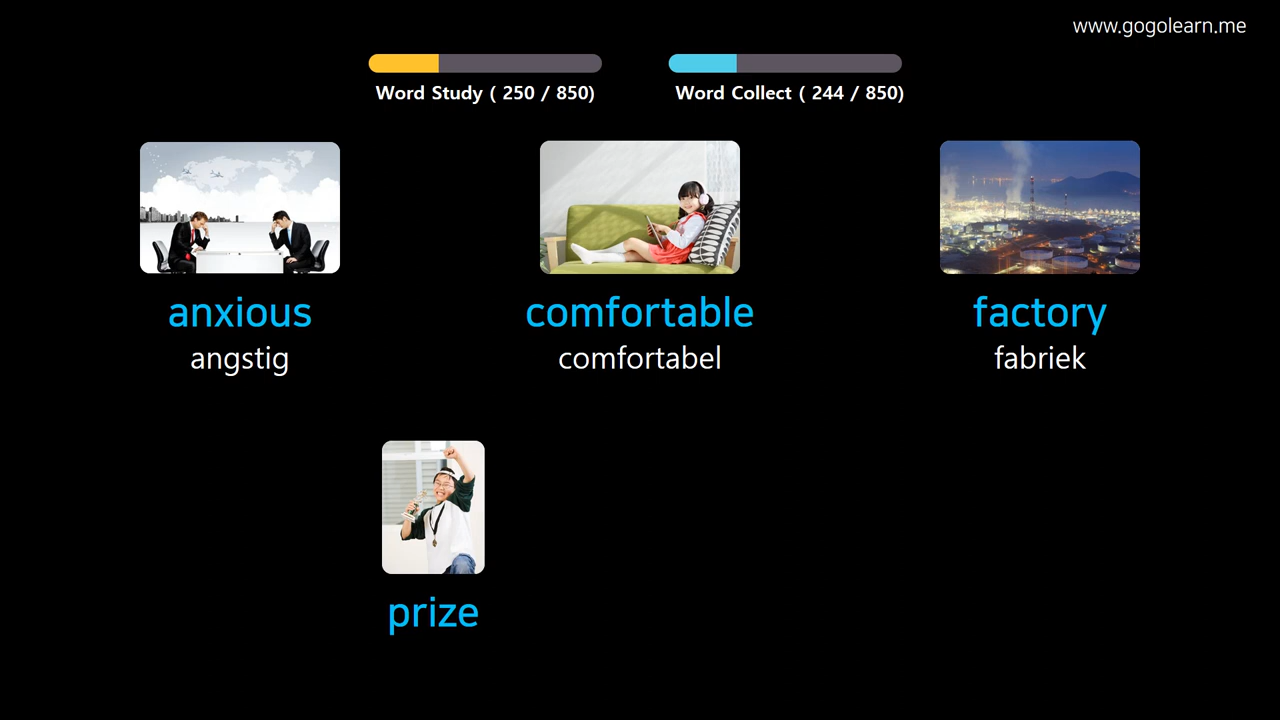 www.gogolearn.me
Word Study ( 250 / 850)
Word Collect ( 244 / 850)
anxious
comfortable
factory
angstig
comfortabel
fabriek
prize